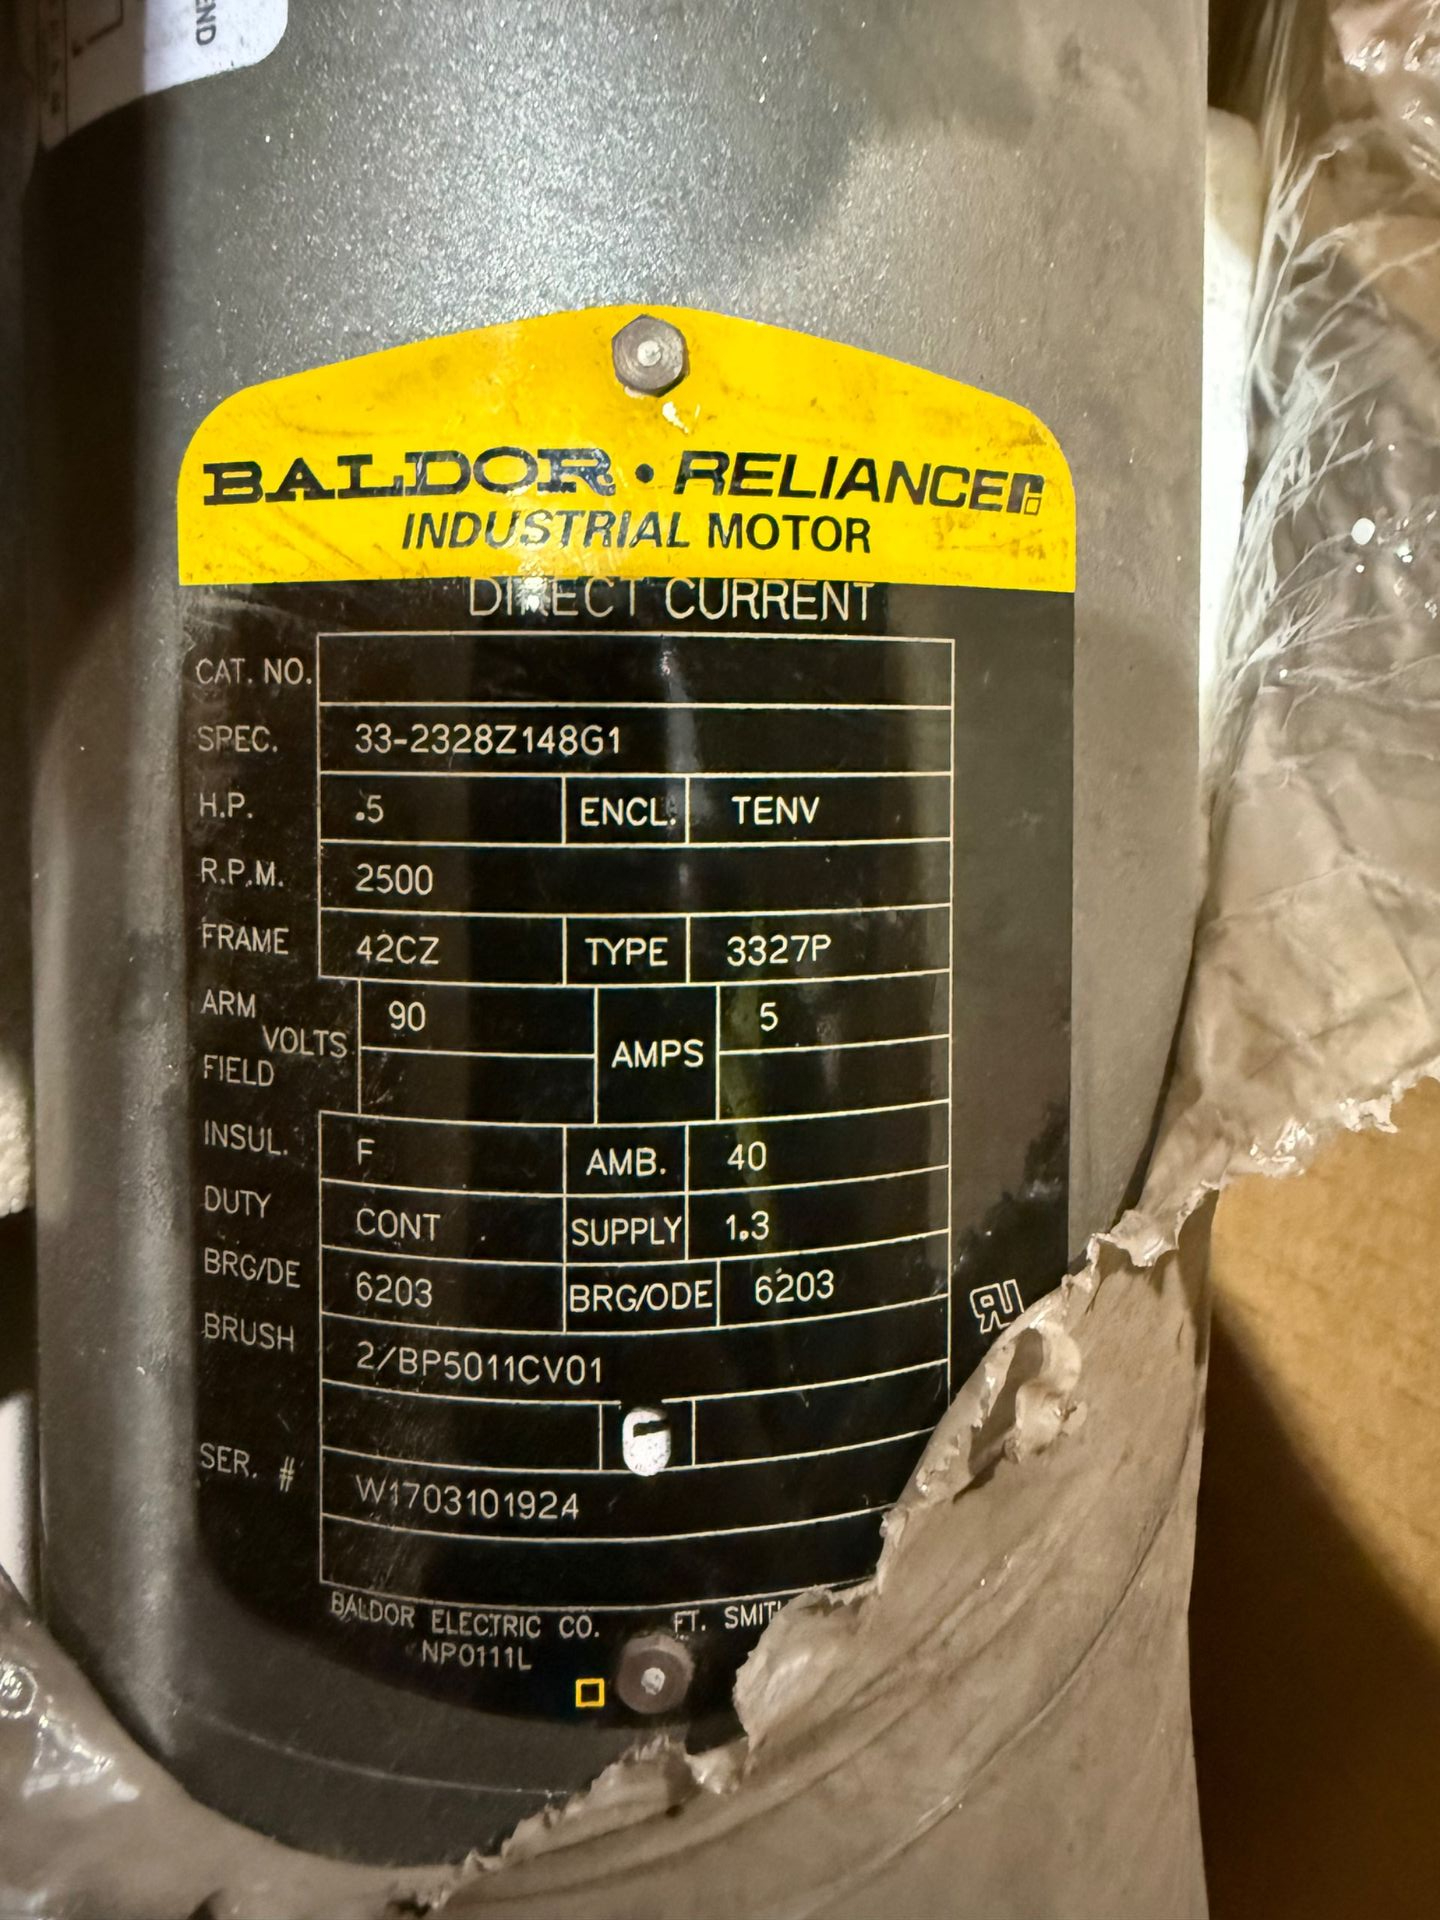 END
BALDOR • RELIANCE
INDUSTRIAL MOTOR
DIRECT CURRENT
CAT. NO.
SPEC. 33-2328Z148G1
H.P. .5 ENCL. TENV
R.P.M. 2500
FRAME 42CZ TYPE 3327P
ARM 90 5
VOLTS AMPS
FIELD
INSUL. F AMB. 40
DUTY CONT SUPPLY 1.3
BRG/DE 6203 BRG/ODE 6203
BRUSH 2/BP5011CV01
SER. # W1703101924
BALDOR ELECTRIC CO. FT.
NP0111L